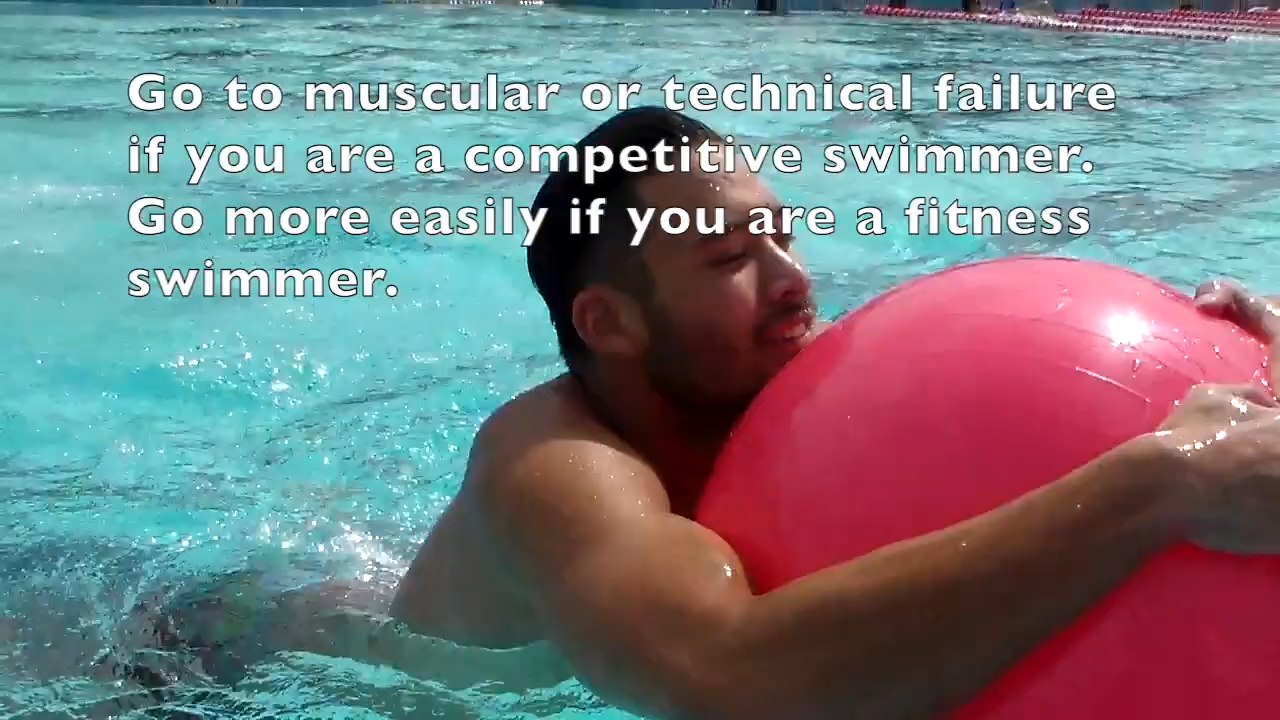 Go to muscular or technical failure
if you are a competitive swimmer.
Go more easily if you are a fitness
swimmer.